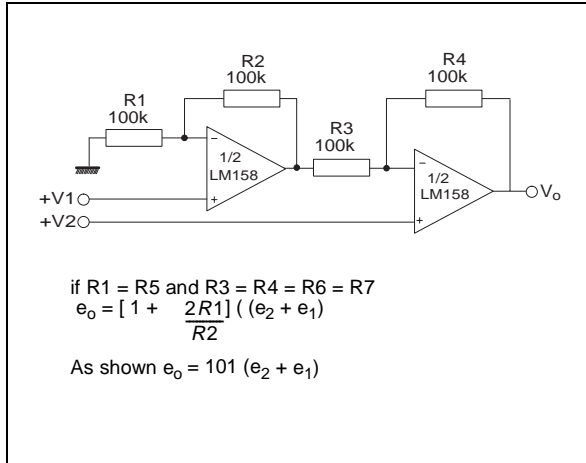 R2
100k
R4
100k
R1
100k
R3
100k
1/2
LM158
1/2
LM158
+V1
+V2
Vo
if R1 = R5 and R3 = R4 = R6 = R7
eo = [ 1 + 2R1/R2 ] ( (e2 + e1)
As shown eo = 101 (e2 + e1)